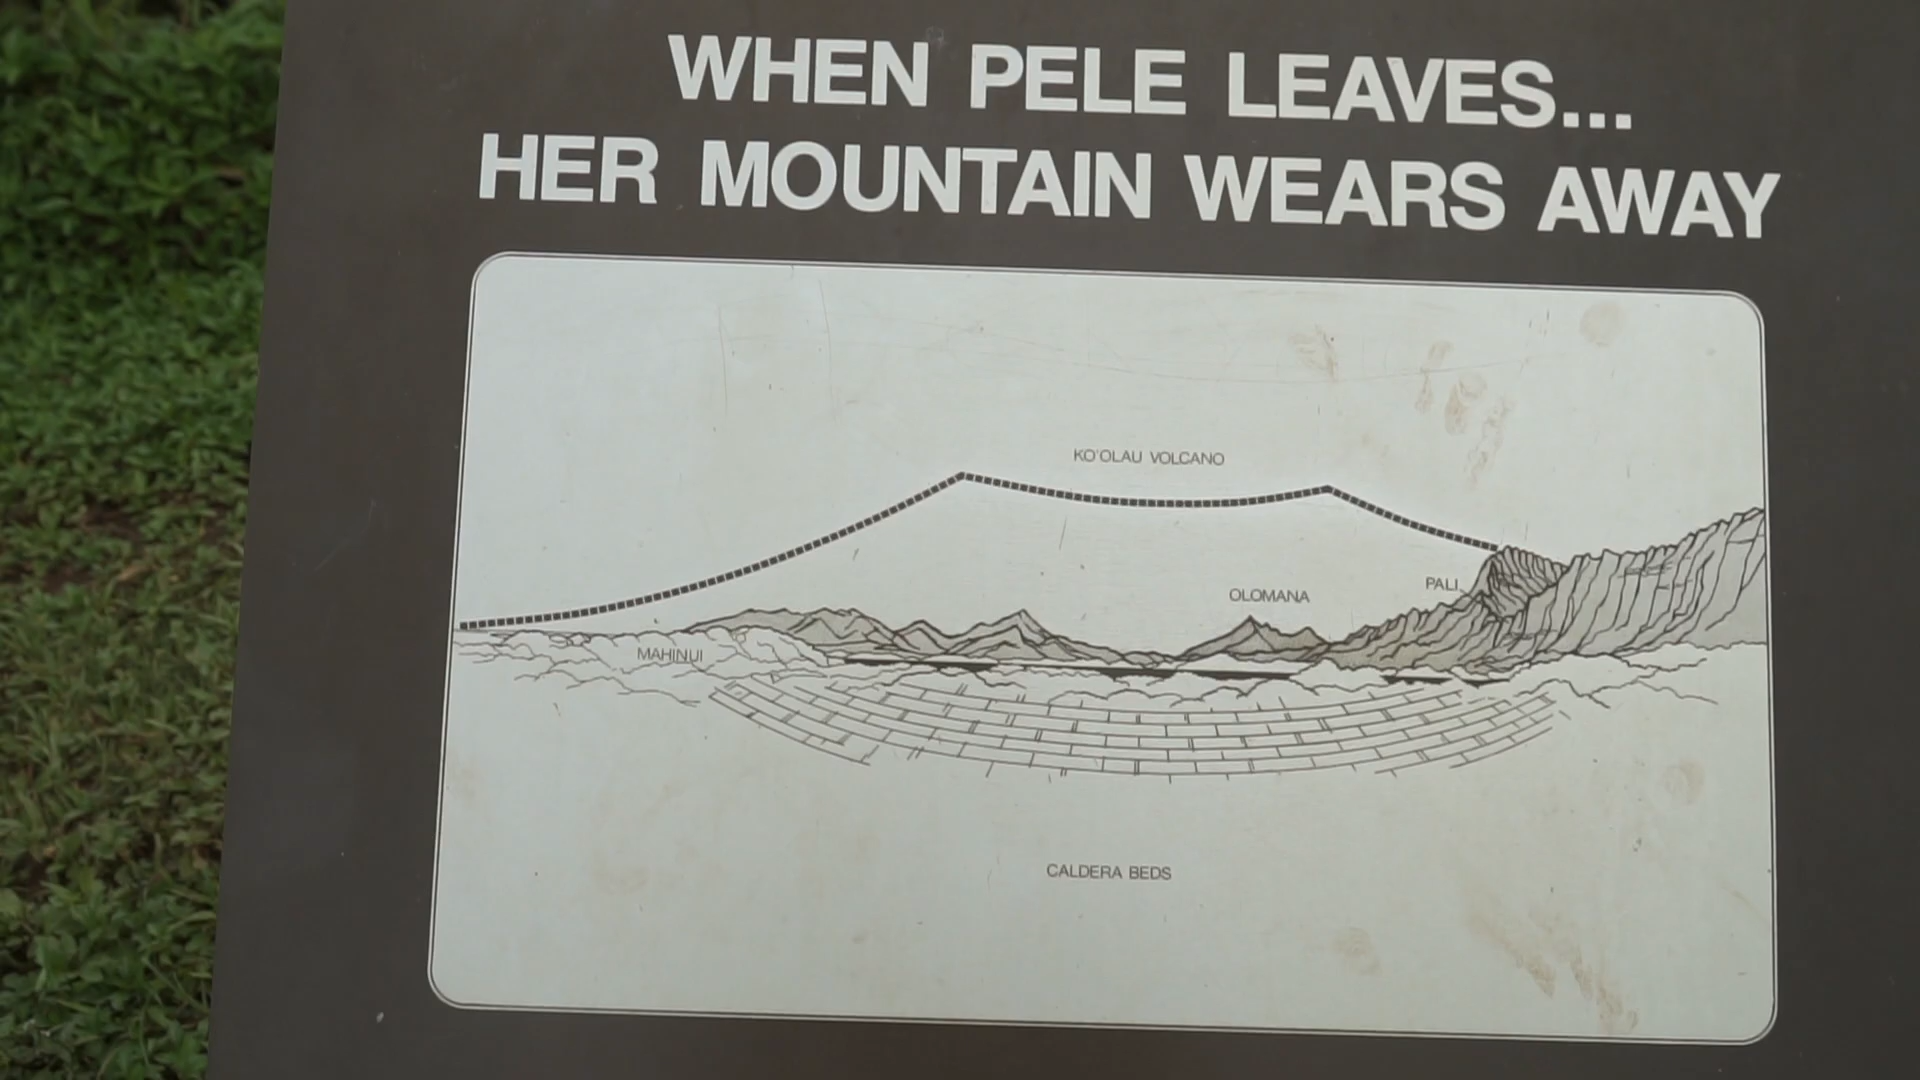 WHEN PELE LEAVES...
HER MOUNTAIN WEARS AWAY
KO'OLAU VOLCANO
PALI
OLOMANA
MAHINUI
CALDERA BEDS